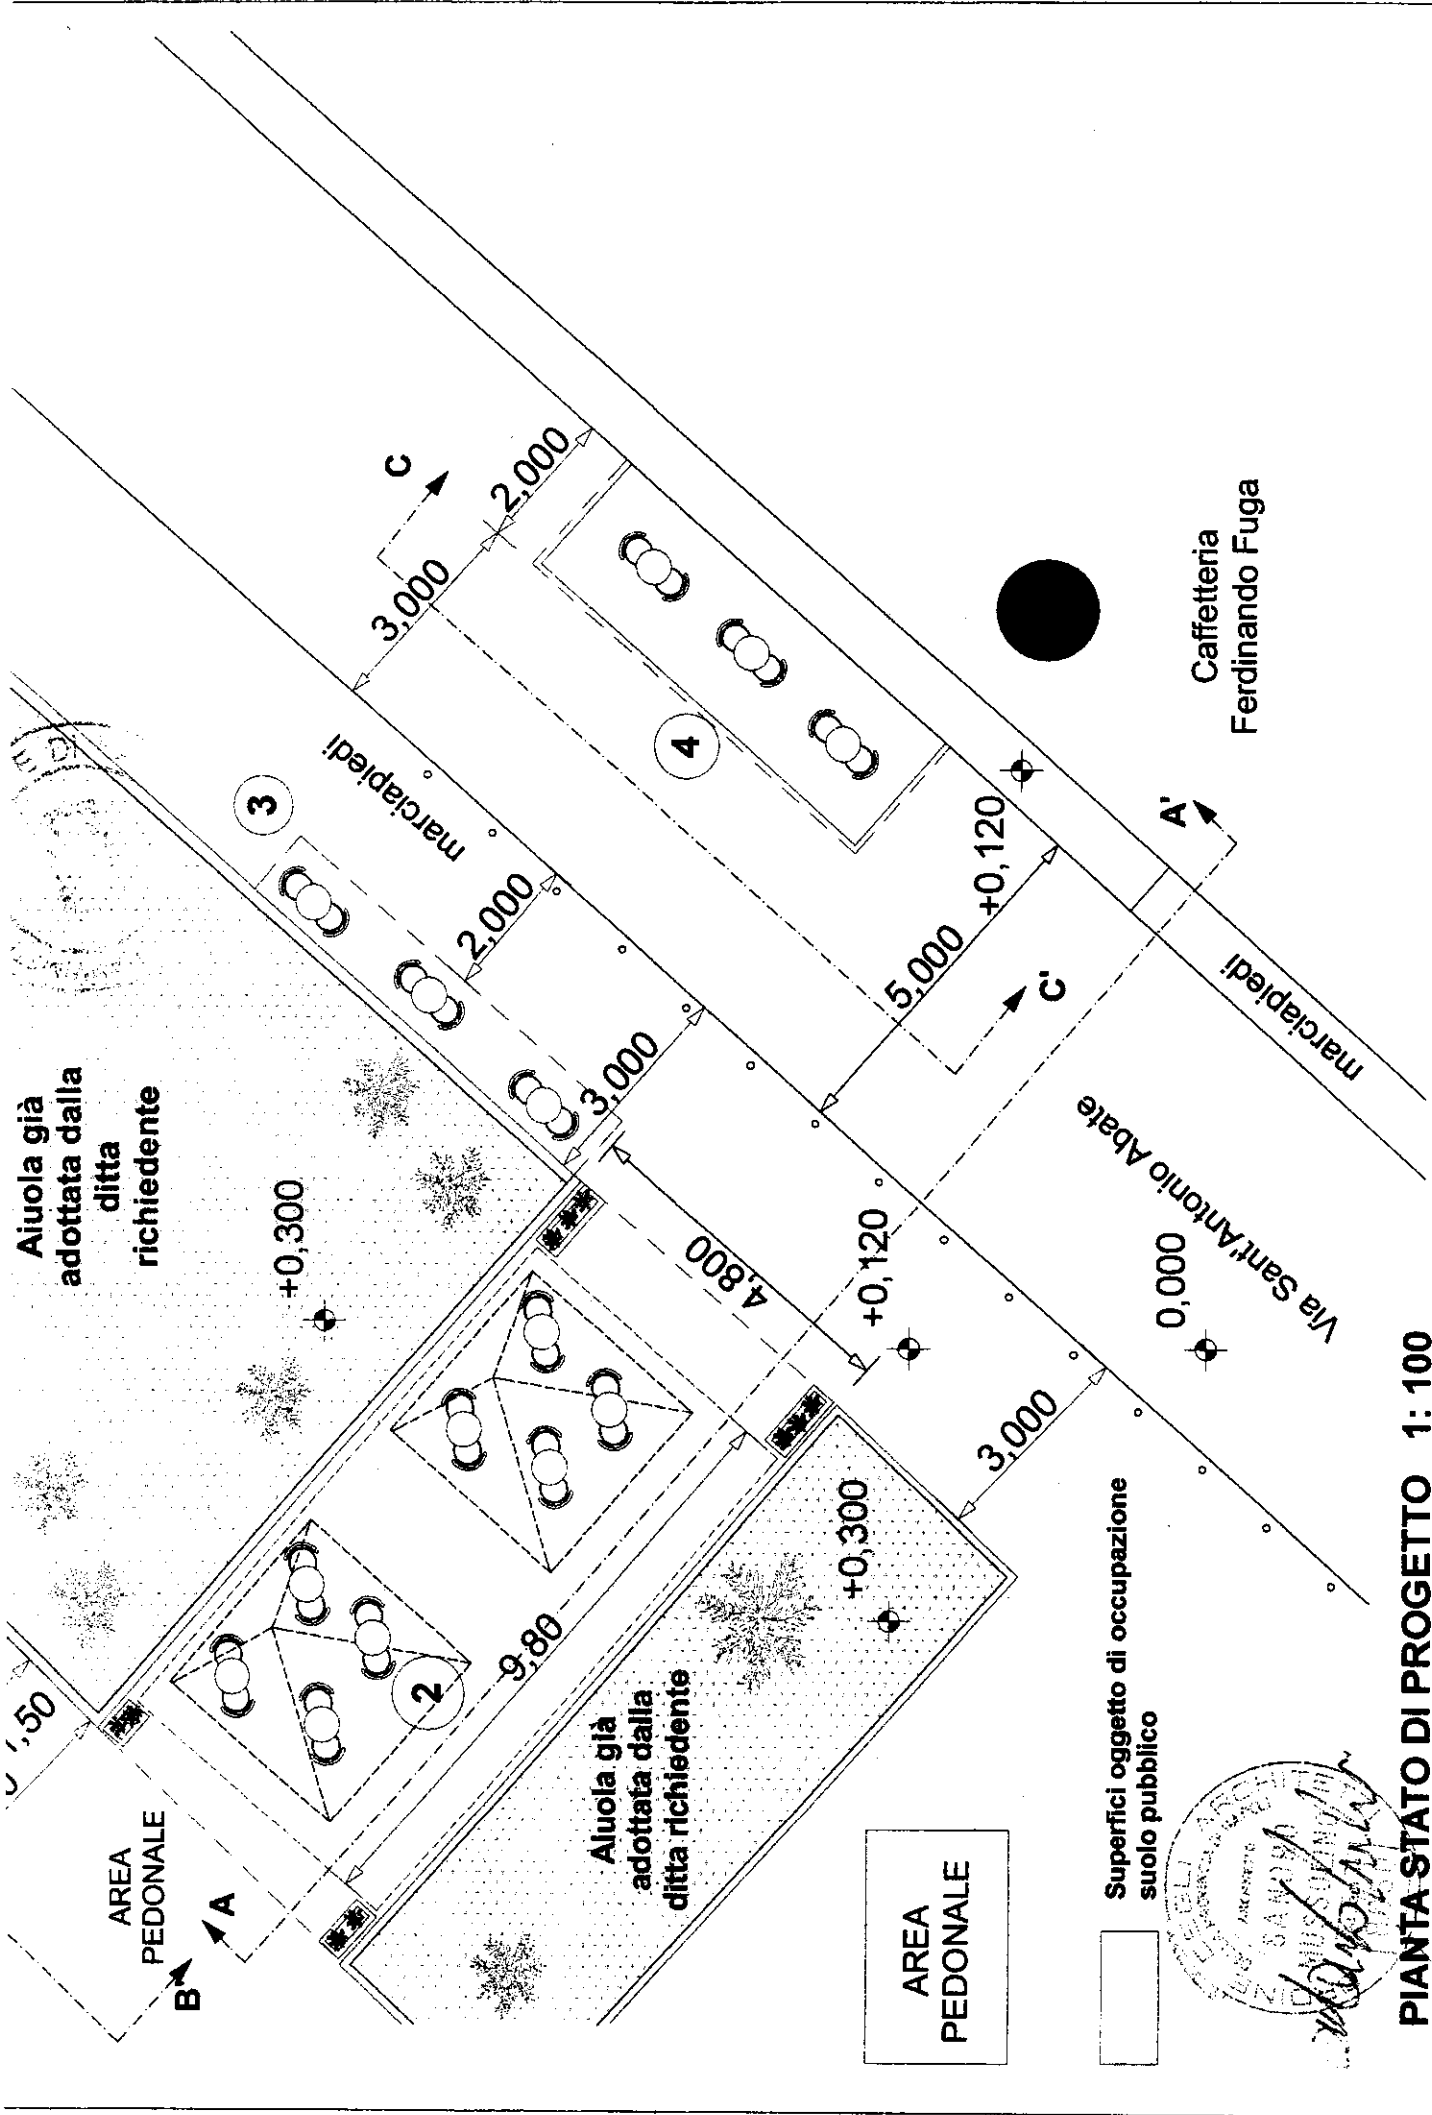 Aiuola già
adottata dalla
ditta
richiedente
+0,300
3
marciapiedi
C
3,000
2,000
2,000
4
3,000
4,800
5,000
+0,120
C'
A'
Caffetteria
Ferdinando Fuga
marciapiedi
+0,120
0,000
Via Sant'Antonio Abate
AREA
PEDONALE
B'
A
2
9,80
Aiuola già
adottata dalla
ditta richiedente
+0,300
3,000
AREA
PEDONALE
Superfici oggetto di occupazione
suolo pubblico
PIANTA STATO DI PROGETTO 1: 100